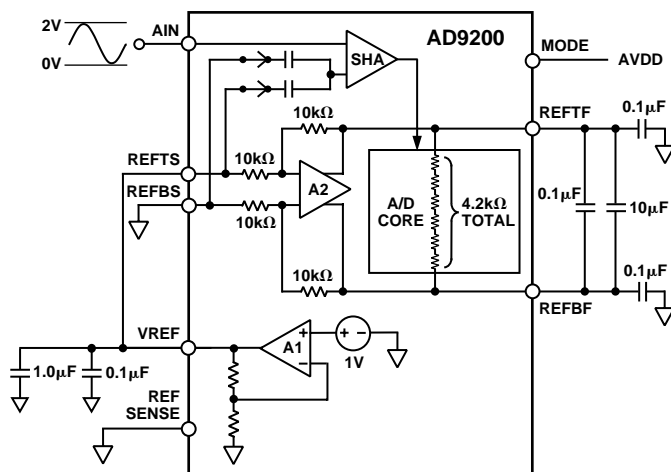 2V
0V
AIN
AD9200
SHA
MODE
AVDD
10kΩ
REFTF
0.1μF
REFTS
10kΩ
REFBS
A2
10kΩ
A/D
CORE
4.2kΩ
TOTAL
0.1μF
10μF
10kΩ
0.1μF
REFBF
VREF
A1
+
−
+ −
1V
1.0μF
0.1μF
REF
SENSE